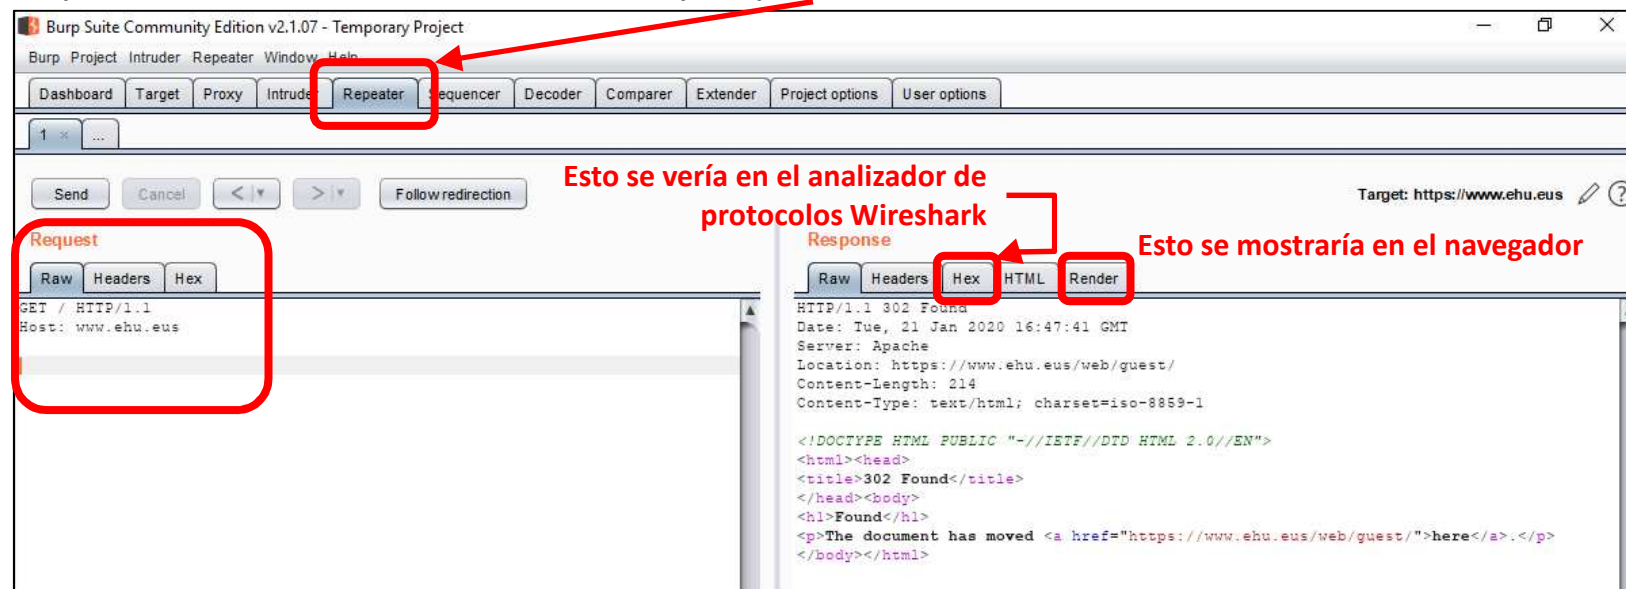 Burp Suite Community Edition v2.1.07 - Temporary Project
Burp Project Intruder Repeater Window Help
Dashboard Target Proxy Intruder Repeater Sequencer Decoder Comparer Extender Project options User options
1 × ...
Send Cancel < > Follow redirection
Esto se vería en el analizador de
protocolos Wireshark
Target: https://www.ehu.eus
Request
Response
Esto se mostraría en el navegador
Raw Headers Hex
Raw Headers Hex HTML Render
GET / HTTP/1.1
Host: www.ehu.eus
HTTP/1.1 302 Found
Date: Tue, 21 Jan 2020 16:47:41 GMT
Server: Apache
Location: https://www.ehu.eus/web/guest/
Content-Length: 214
Content-Type: text/html; charset=iso-8859-1
<!DOCTYPE HTML PUBLIC "-//IETF//DTD HTML 2.0//EN">
<html><head>
<title>302 Found</title>
</head><body>
<h1>Found</h1>
<p>The document has moved <a href="https://www.ehu.eus/web/guest/">here</a>.</p>
</body></html>